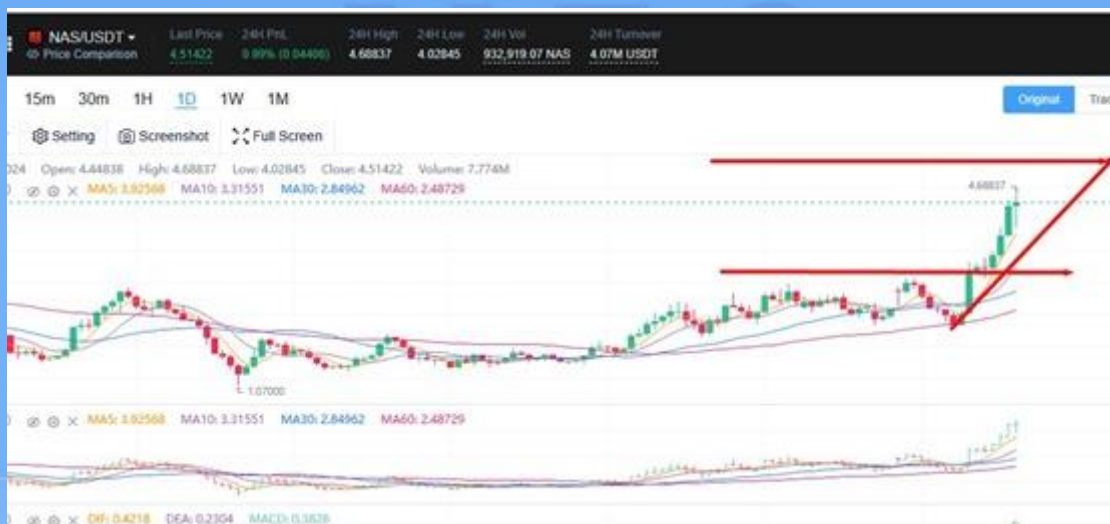 NAS/USDT
Last Price
24H PnL
24H High
24H Low
24H Vol
24H Turnover
Price Comparison
4.51422
0.99% (0.04406)
4.68837
4.02845
932,919.07 NAS
4.07M USDT
15m 30m 1H 1D 1W 1M
Original
Setting Screenshot Full Screen
Open: 4.44838 High: 4.68837 Low: 4.02845 Close: 4.51422 Volume: 7.774M
MA5: 3.92568 MA10: 3.31551 MA30: 2.84962 MA60: 2.48729
4.68837
1.07000
MA5: 3.92568 MA10: 3.31551 MA30: 2.84962 MA60: 2.48729
DIF: 0.4218 DEA: 0.2304 MACD: 0.3828